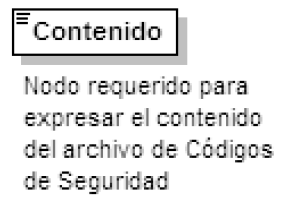 Contenido
Nodo requerido para
expresar el contenido
del archivo de Códigos
de Seguridad